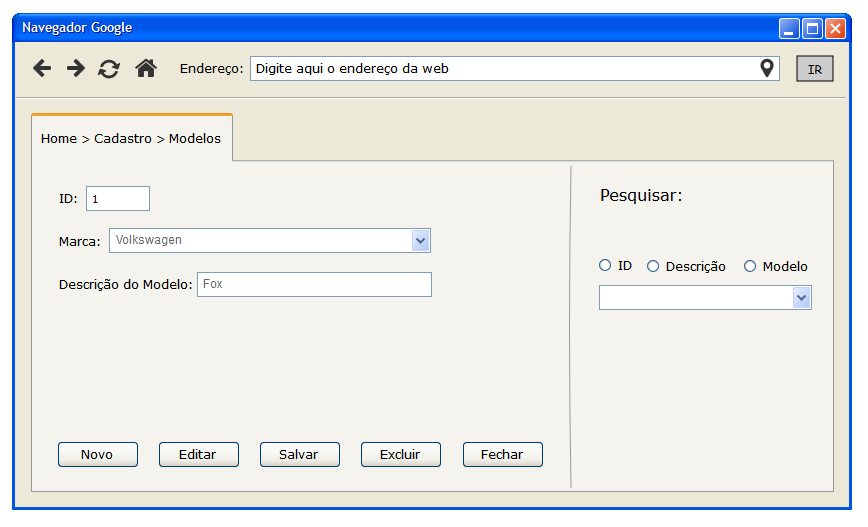 Navegador Google
Endereço: Digite aqui o endereço da web IR
Home > Cadastro > Modelos
ID: 1
Marca: Volkswagen
Descrição do Modelo: Fox
Novo Editar Salvar Excluir Fechar
Pesquisar:
ID Descrição Modelo